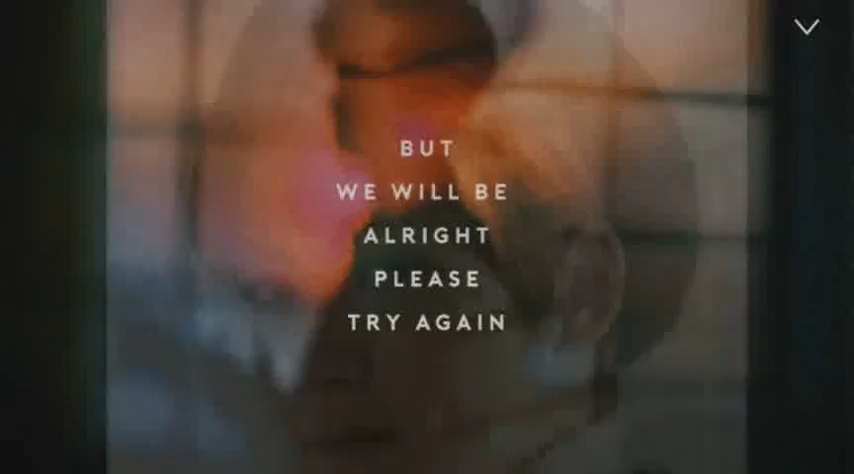 BUT
WE WILL BE
ALRIGHT
PLEASE
TRY AGAIN